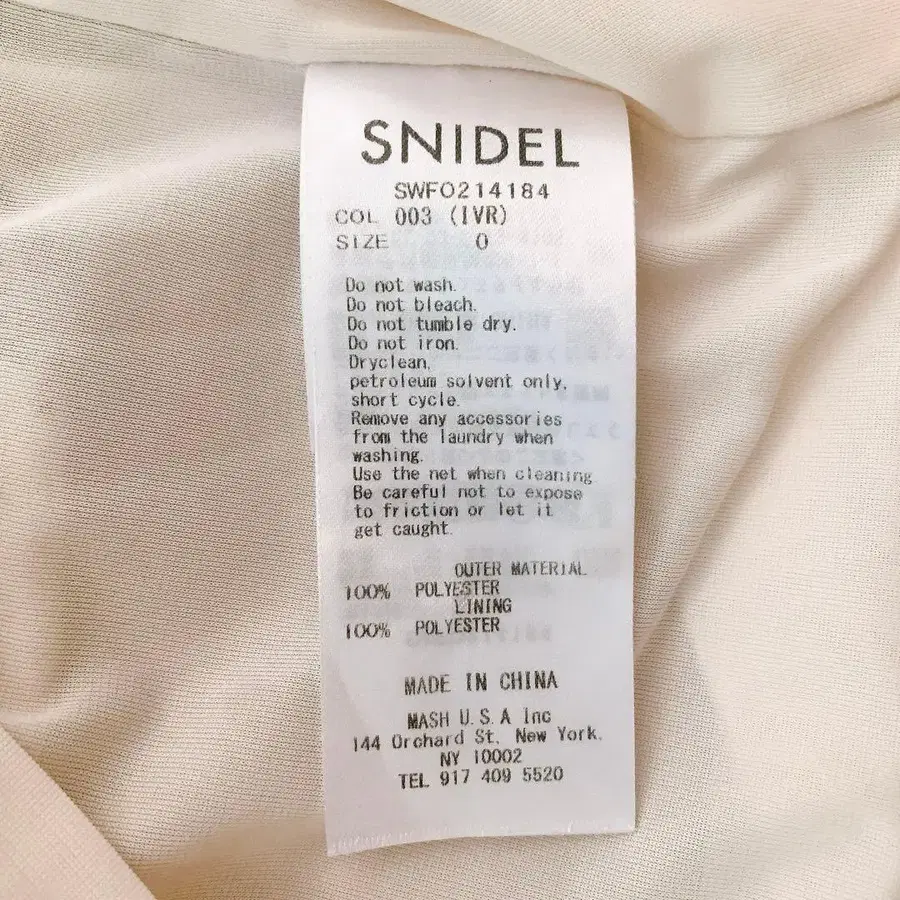 SNIDEL
SWFO214184
COL 003 (IVR)
SIZE 0
Do not wash.
Do not bleach.
Do not tumble dry.
Do not iron.
Dryclean,
petroleum solvent only,
short cycle.
Remove any accessories
from the laundry when
washing.
Use the net when cleaning
Be careful not to expose
to friction or let it
get caught.
OUTER MATERIAL
100% POLYESTER
LINING
100% POLYESTER
MADE IN CHINA
MASH U.S.A Inc
144 Orchard St, New York.
NY 10002
TEL 917 409 5520